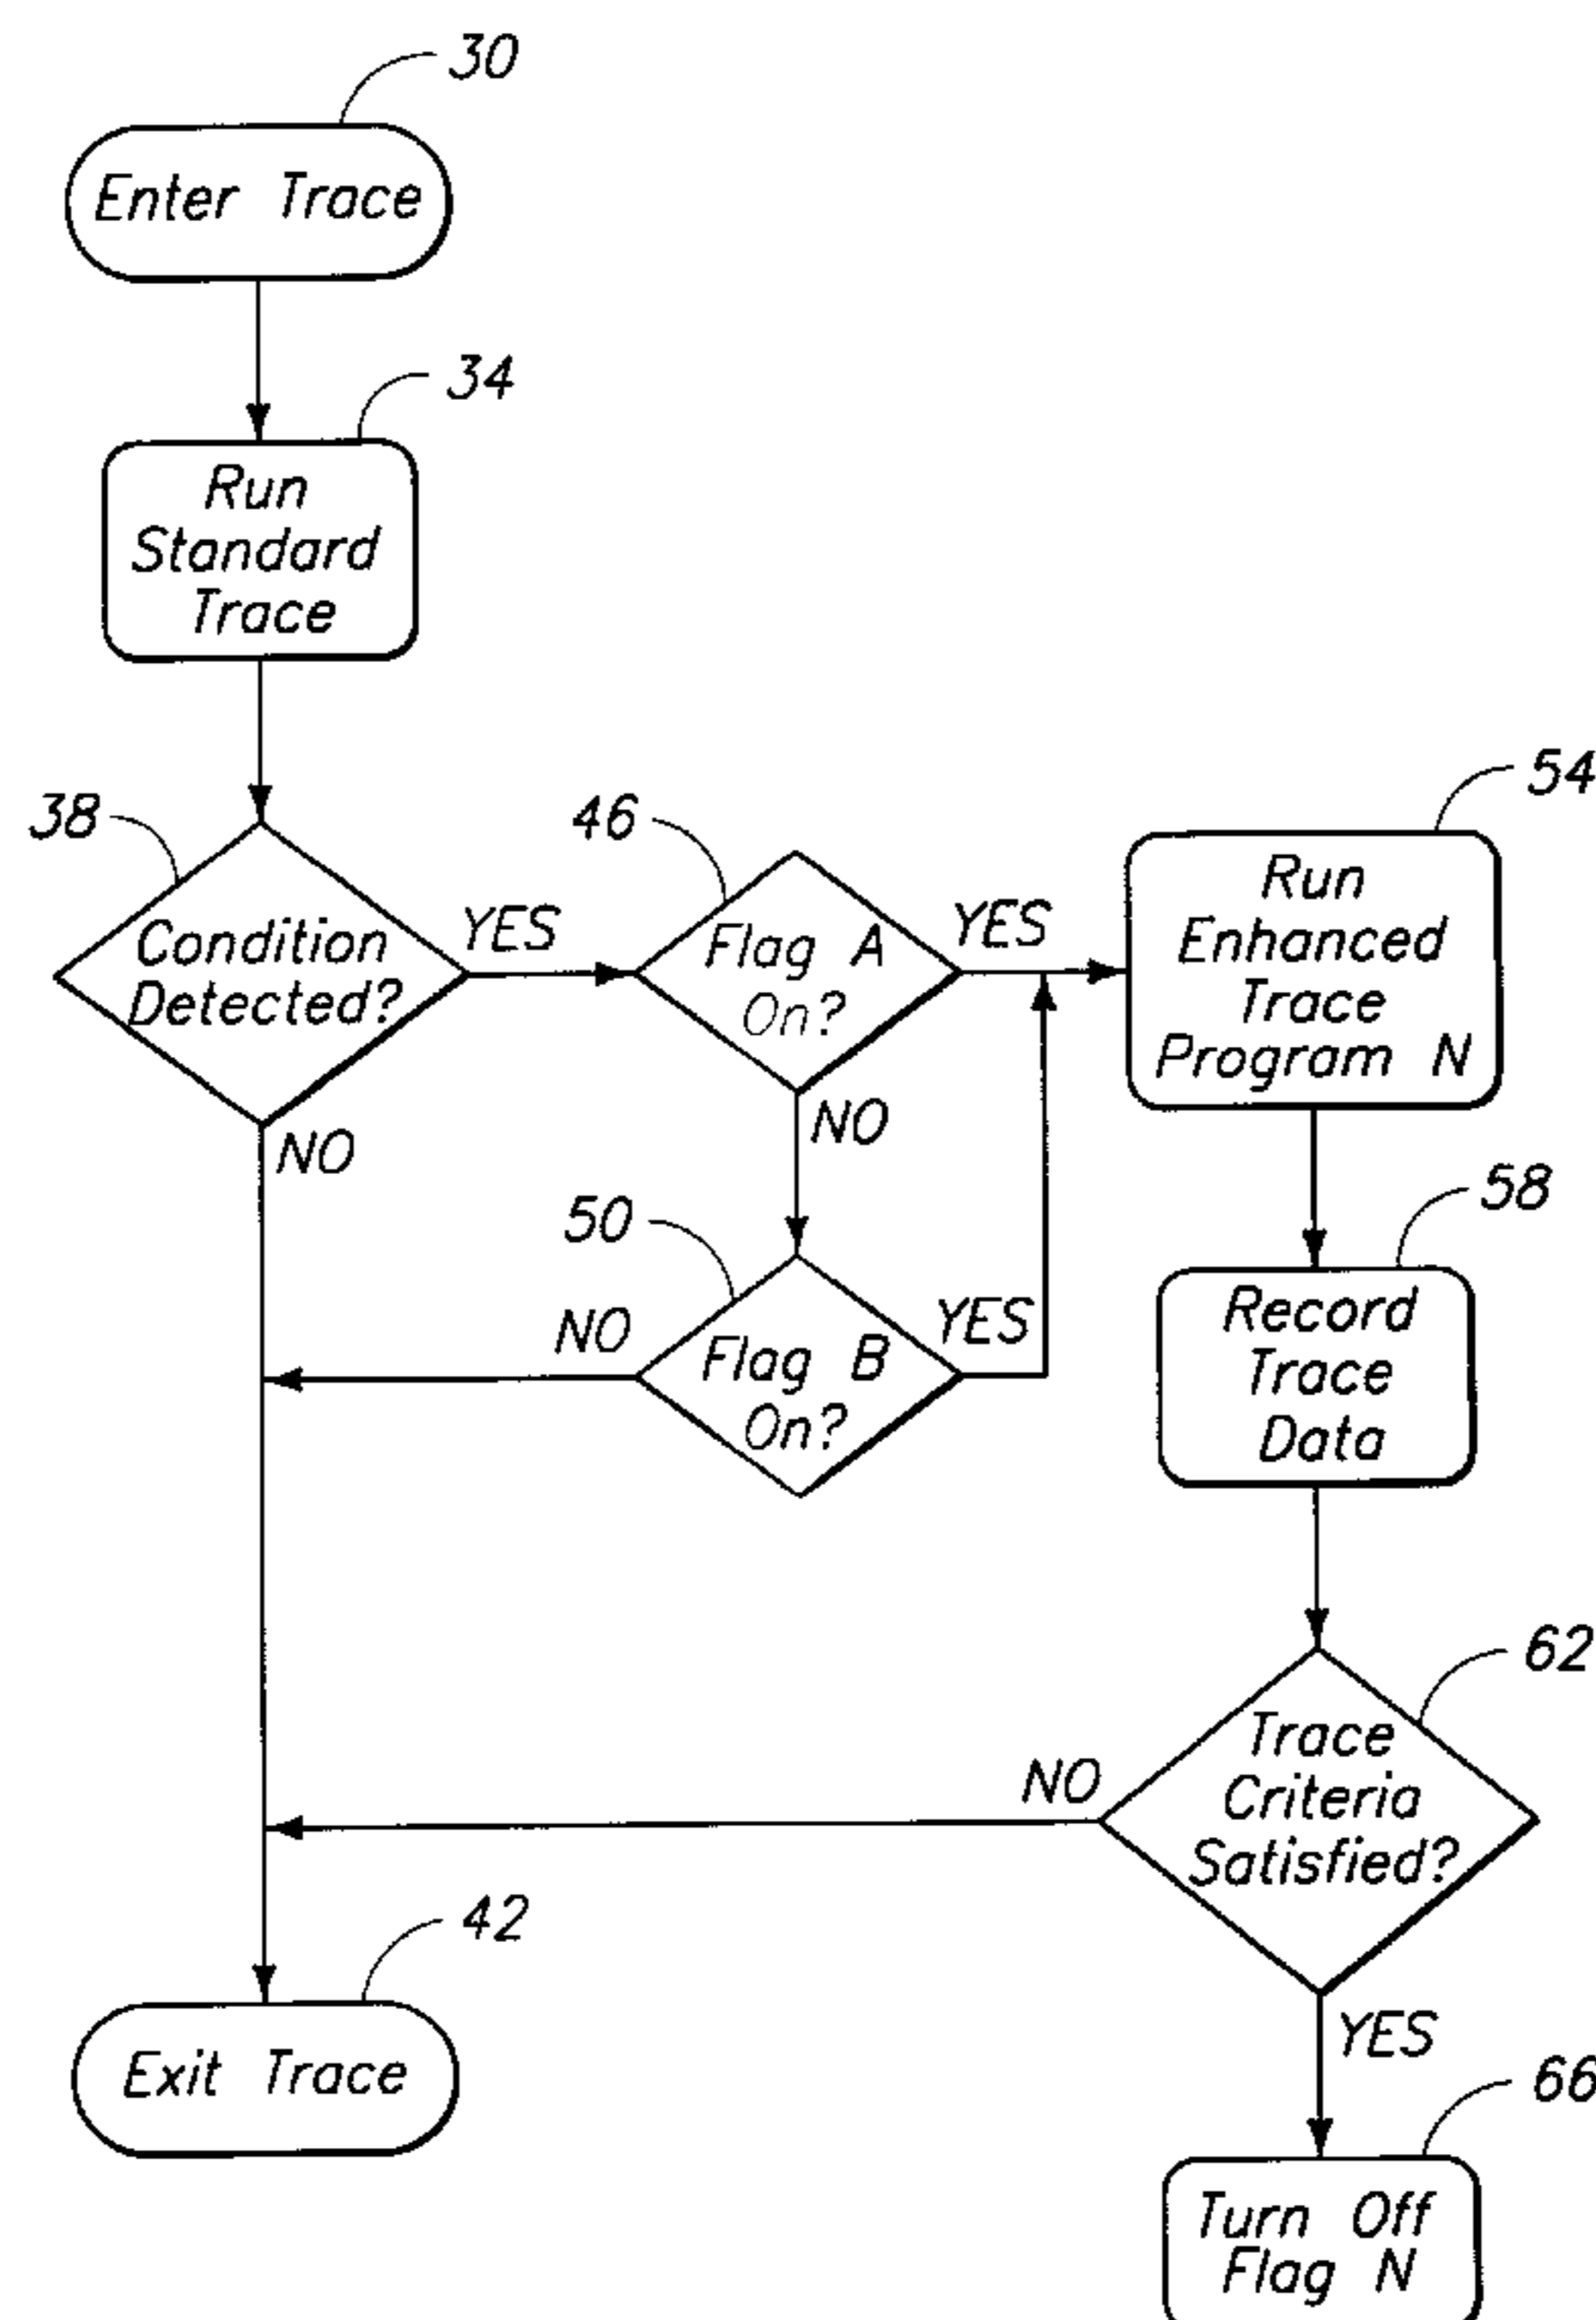 30
Enter Trace
34
Run
Standard
Trace
38
Condition
Detected?
YES
NO
46
Flag A
On?
YES
NO
50
Flag B
On?
NO
YES
54
Run
Enhanced
Trace
Program N
58
Record
Trace
Data
62
Trace
Criteria
Satisfied?
NO
YES
42
Exit Trace
66
Turn Off
Flag N